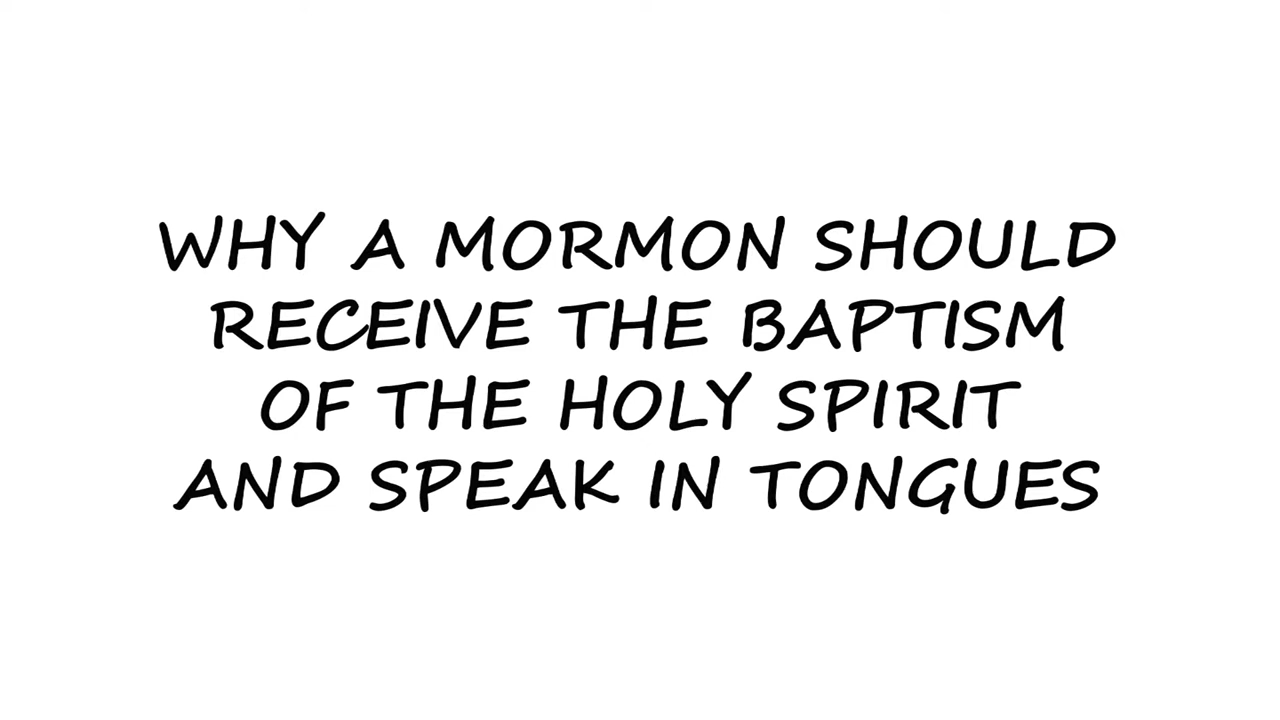 WHY A MORMON SHOULD
RECEIVE THE BAPTISM
OF THE HOLY SPIRIT
AND SPEAK IN TONGUES